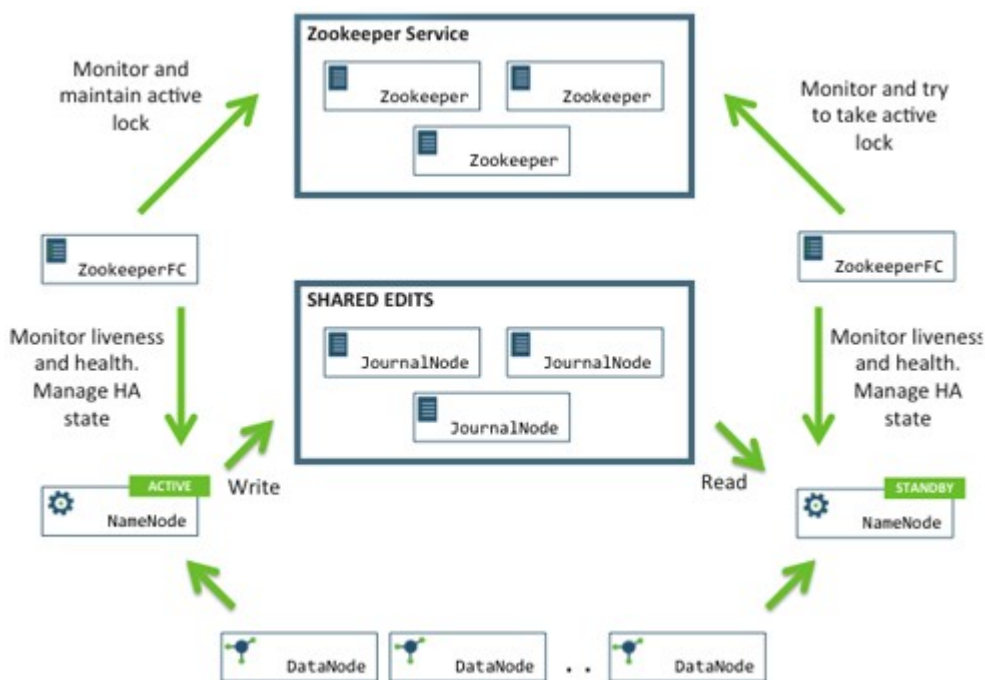 Zookeeper Service
Zookeeper
Zookeeper
Zookeeper
Monitor and
maintain active
lock
Monitor and try
to take active
lock
ZookeeperFC
ZookeeperFC
SHARED EDITS
JournalNode
JournalNode
JournalNode
Monitor liveness
and health.
Manage HA
state
Monitor liveness
and health.
Manage HA
state
Write
Read
ACTIVE
NameNode
STANDBY
NameNode
DataNode
DataNode
. .
DataNode